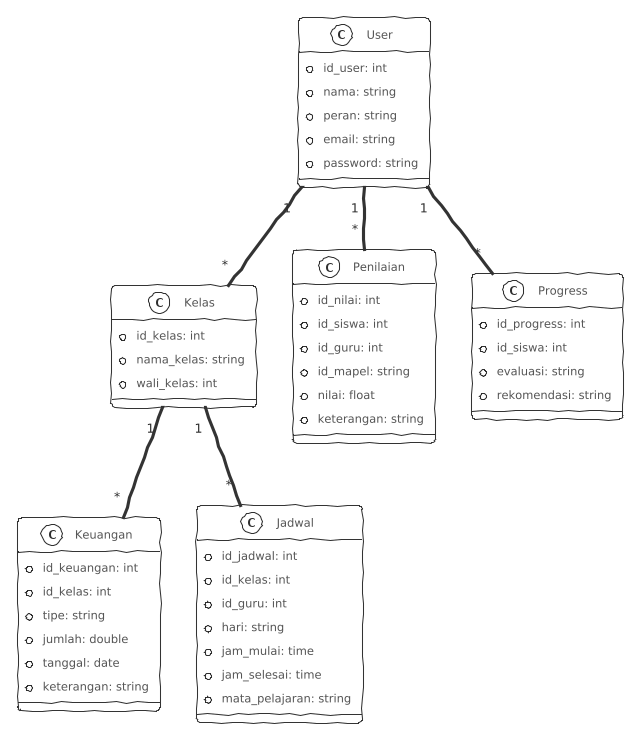 C User
id_user: int
nama: string
peran: string
email: string
password: string
1 1 1
* * *
C Kelas
id_kelas: int
nama_kelas: string
wali_kelas: int
C Penilaian
id_nilai: int
id_siswa: int
id_guru: int
id_mapel: string
nilai: float
keterangan: string
C Progress
id_progress: int
id_siswa: int
evaluasi: string
rekomendasi: string
1 1
* *
C Keuangan
id_keuangan: int
id_kelas: int
tipe: string
jumlah: double
tanggal: date
keterangan: string
C Jadwal
id_jadwal: int
id_kelas: int
id_guru: int
hari: string
jam_mulai: time
jam_selesai: time
mata_pelajaran: string